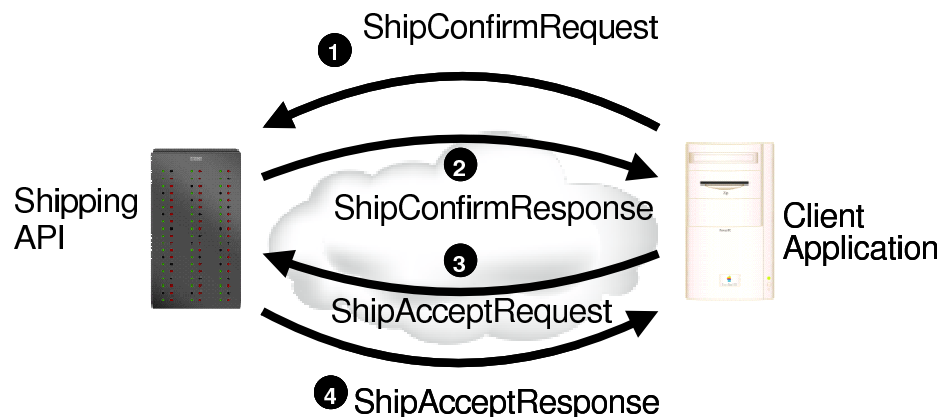 ShipConfirmRequest
1
2
ShipConfirmResponse
Shipping
API
Client
Application
3
ShipAcceptRequest
4 ShipAcceptResponse